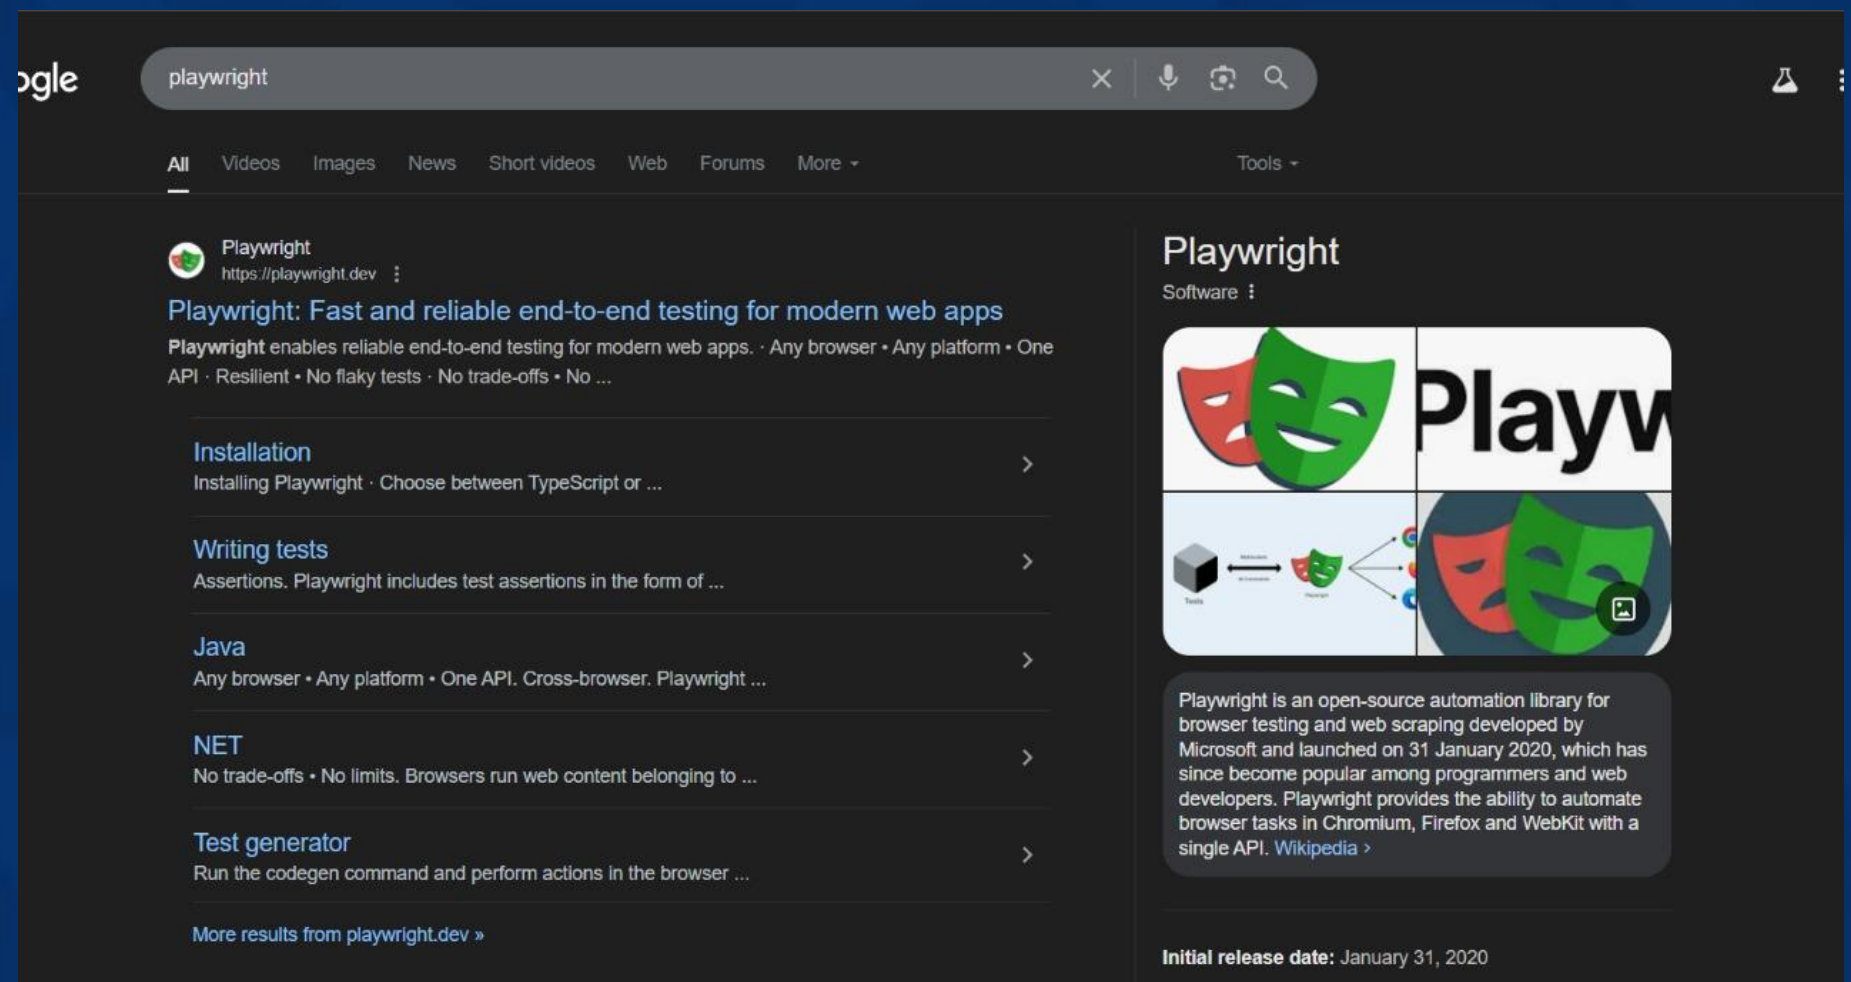 ogle
playwright
All Videos Images News Short videos Web Forums More Tools
Playwright
https://playwright.dev
Playwright: Fast and reliable end-to-end testing for modern web apps
Playwright enables reliable end-to-end testing for modern web apps. · Any browser • Any platform • One
API · Resilient • No flaky tests · No trade-offs • No ...
Installation
Installing Playwright · Choose between TypeScript or ...
Writing tests
Assertions. Playwright includes test assertions in the form of ...
Java
Any browser • Any platform • One API. Cross-browser. Playwright ...
NET
No trade-offs • No limits. Browsers run web content belonging to ...
Test generator
Run the codegen command and perform actions in the browser ...
More results from playwright.dev »
Playwright
Software
Playw
Tests
Playwright is an open-source automation library for
browser testing and web scraping developed by
Microsoft and launched on 31 January 2020, which has
since become popular among programmers and web
developers. Playwright provides the ability to automate
browser tasks in Chromium, Firefox and WebKit with a
single API. Wikipedia ›
Initial release date: January 31, 2020